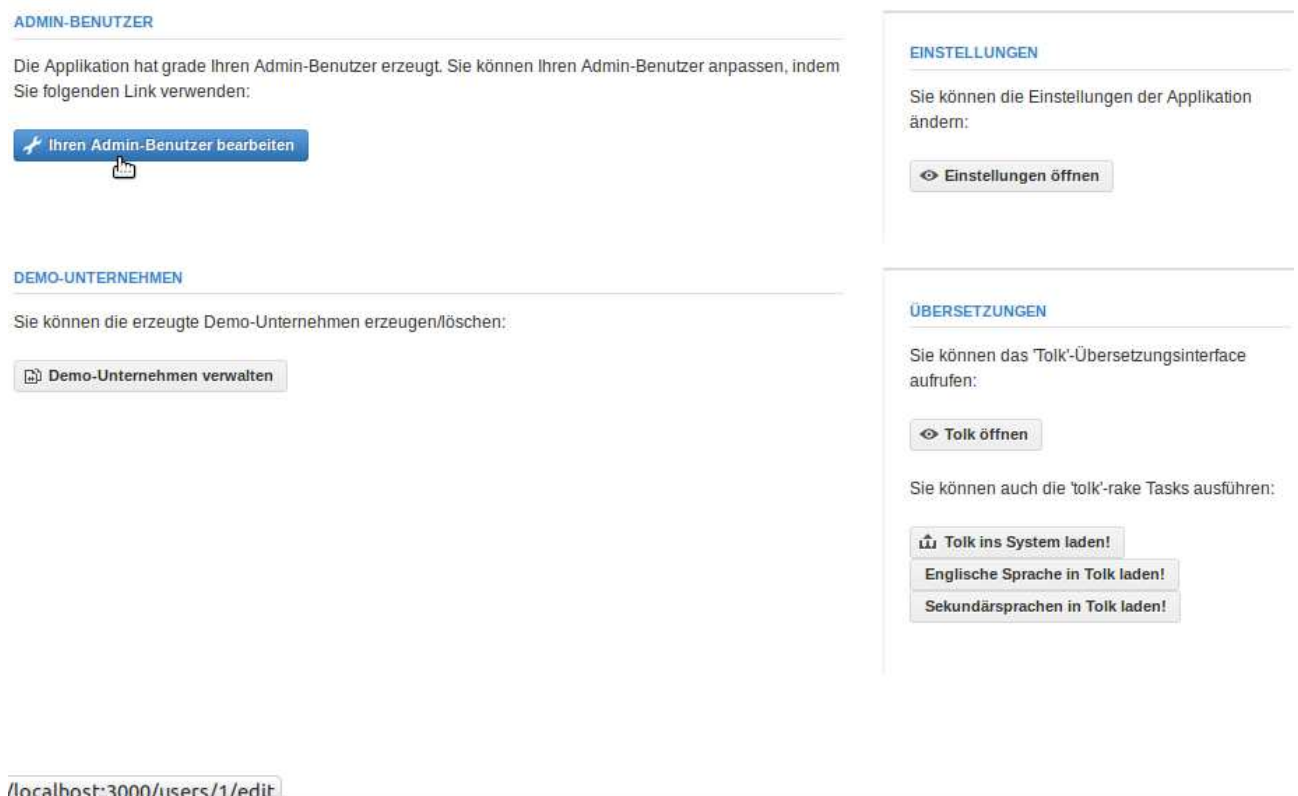 ADMIN-BENUTZER
Die Applikation hat grade Ihren Admin-Benutzer erzeugt. Sie können Ihren Admin-Benutzer anpassen, indem
Sie folgenden Link verwenden:
Ihren Admin-Benutzer bearbeiten
EINSTELLUNGEN
Sie können die Einstellungen der Applikation
ändern:
Einstellungen öffnen
DEMO-UNTERNEHMEN
Sie können die erzeugte Demo-Unternehmen erzeugen/löschen:
Demo-Unternehmen verwalten
ÜBERSETZUNGEN
Sie können das 'Tolk'-Übersetzungsinterface
aufrufen:
Tolk öffnen
Sie können auch die 'tolk'-rake Tasks ausführen:
Tolk ins System laden!
Englische Sprache in Tolk laden!
Sekundärsprachen in Tolk laden!
/localhost:3000/users/1/edit